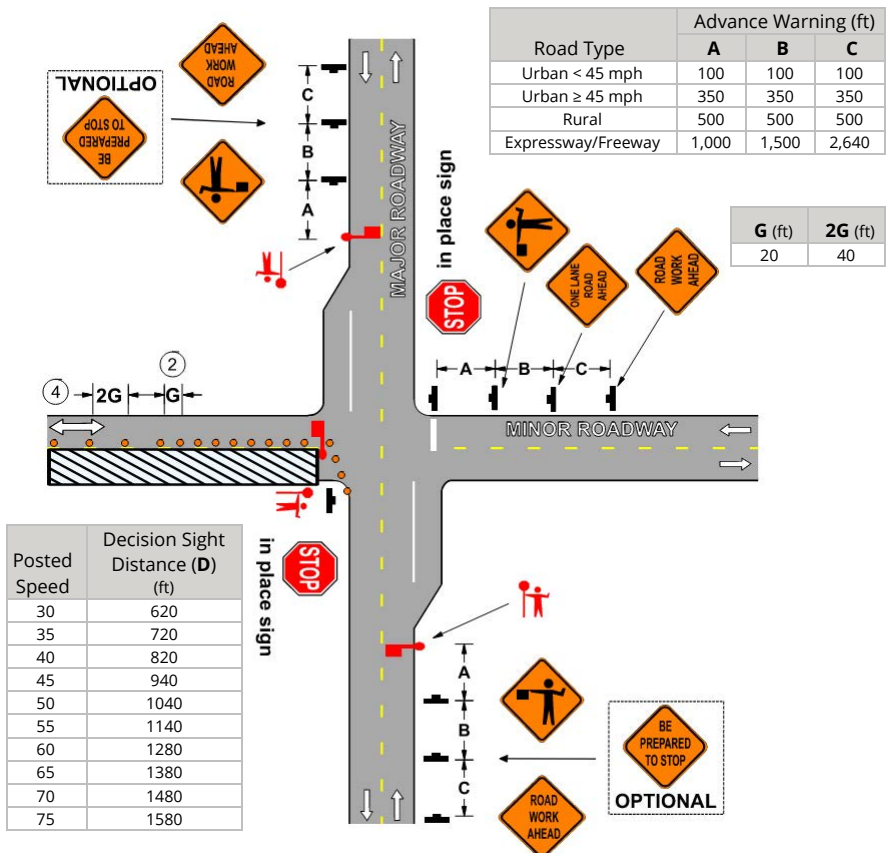 Advance Warning (ft)
Road Type A B C
Urban < 45 mph 100 100 100
Urban ≥ 45 mph 350 350 350
Rural 500 500 500
Expressway/Freeway 1,000 1,500 2,640
ROAD
WORK
AHEAD
OPTIONAL
BE
PREPARED
TO STOP
C
B
A
MAJOR ROADWAY
in place sign
STOP
ONE LANE
ROAD
AHEAD
ROAD
WORK
AHEAD
G (ft) 2G (ft)
20 40
A B C
2
4
2G G
MINOR ROADWAY
Posted
Speed
Decision Sight
Distance (D)
(ft)
30 620
35 720
40 820
45 940
50 1040
55 1140
60 1280
65 1380
70 1480
75 1580
in place sign
STOP
A
B
C
BE
PREPARED
TO STOP
OPTIONAL
ROAD
WORK
AHEAD